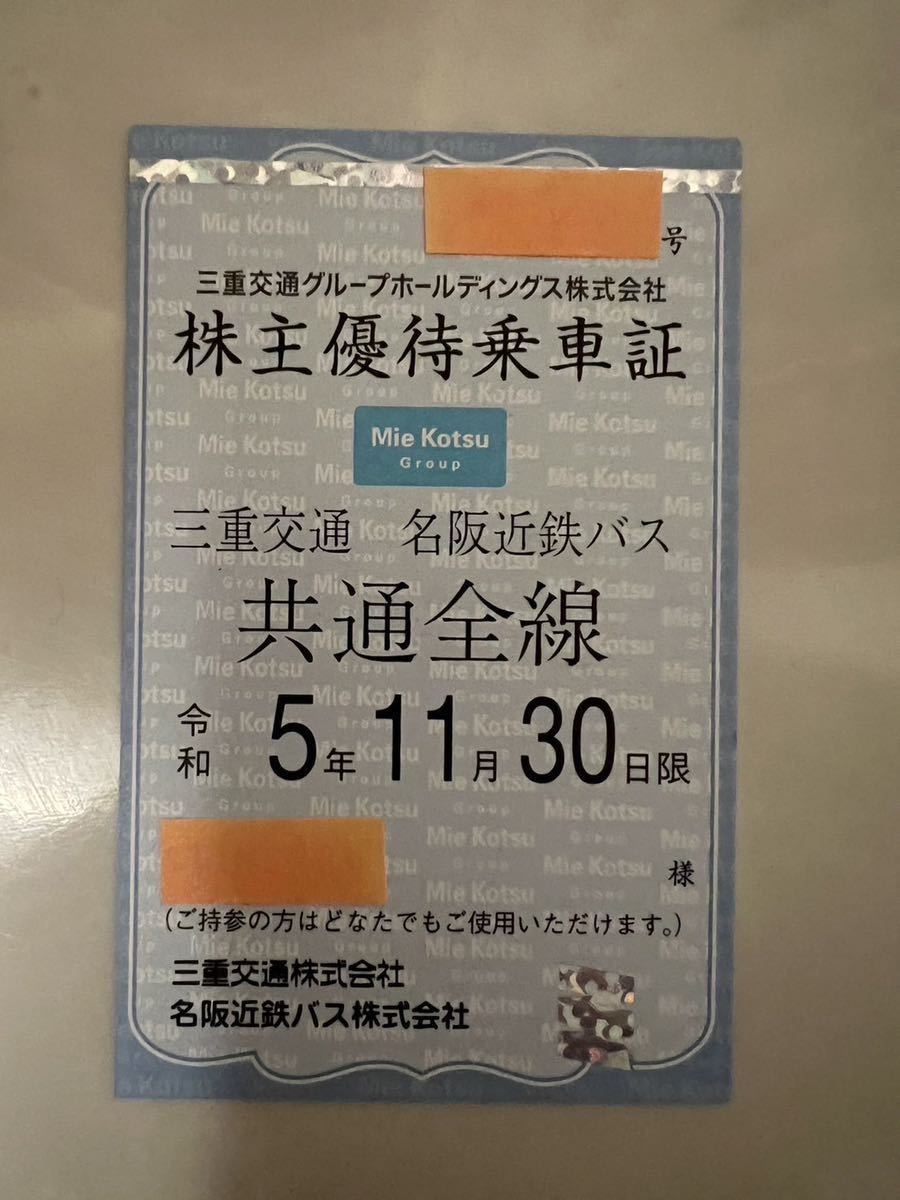 号
三重交通グループホールディングス株式会社
株主優待乗車証
Mie Kotsu
Group
三重交通 名阪近鉄バス
共通全線
令和 5年 11月 30日限
様
(ご持参の方はどなたでもご使用いただけます。)
三重交通株式会社
名阪近鉄バス株式会社